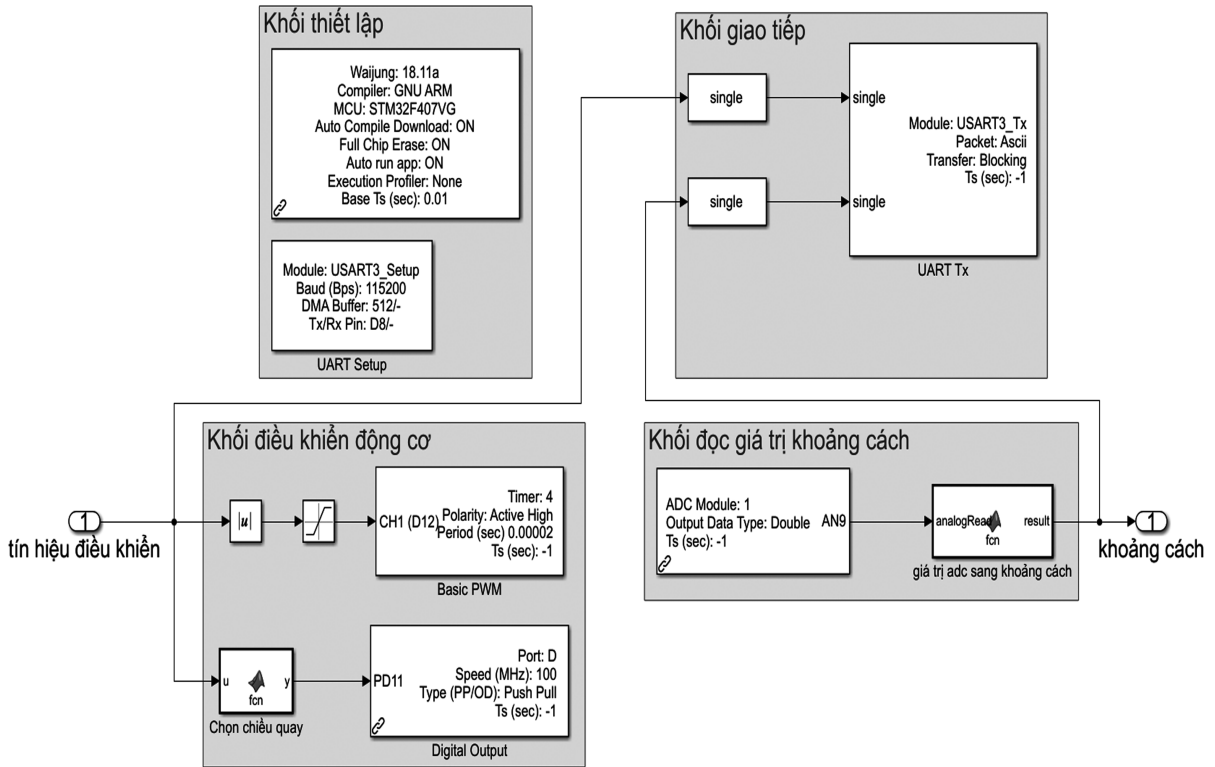 Khối thiết lập
Waijung: 18.11a
Compiler: GNU ARM
MCU: STM32F407VG
Auto Compile Download: ON
Full Chip Erase: ON
Auto run app: ON
Execution Profiler: None
Base Ts (sec): 0.01
Module: USART3_Setup
Baud (Bps): 115200
DMA Buffer: 512/-
Tx/Rx Pin: D8/-
UART Setup
Khối giao tiếp
single
single
single
single
Module: USART3_Tx
Packet: Ascii
Transfer: Blocking
Ts (sec): -1
UART Tx
1
tín hiệu điều khiển
Khối điều khiển động cơ
|u|
CH1 (D12)
Timer: 4
Polarity: Active High
Period (sec) 0.00002
Ts (sec): -1
Basic PWM
u
fcn
y
Chọn chiều quay
PD11
Port: D
Speed (MHz): 100
Type (PP/OD): Push Pull
Ts (sec): -1
Digital Output
Khối đọc giá trị khoảng cách
ADC Module: 1
Output Data Type: Double
Ts (sec): -1
AN9
analogRead
fcn
result
giá trị adc sang khoảng cách
1
khoảng cách